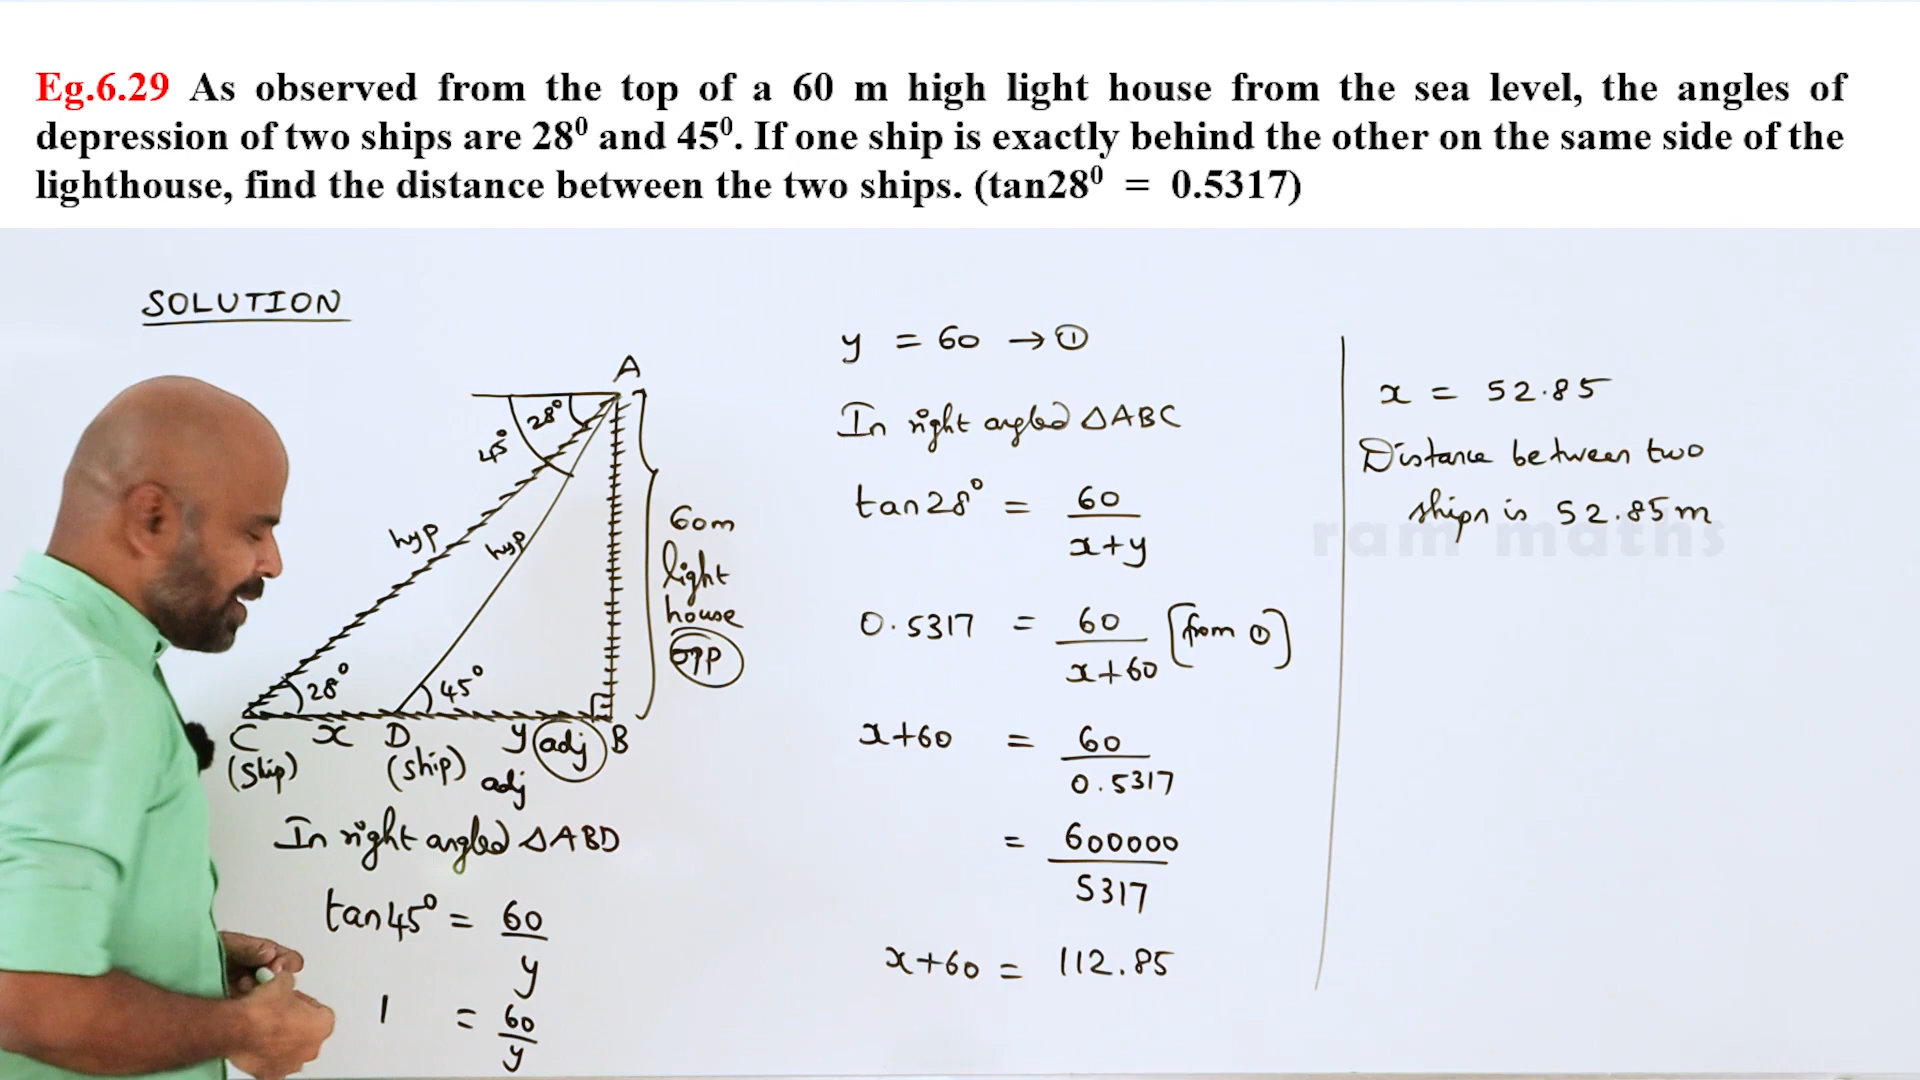 Eg.6.29 As observed from the top of a 60 m high light house from the sea level, the angles of
depression of two ships are 28⁰ and 45⁰. If one ship is exactly behind the other on the same side of the
lighthouse, find the distance between the two ships. (tan28⁰ = 0.5317)
SOLUTION
A
28°
45°
hyp
hyp
60m
light
house
opp
28°
45°
C x D y adj B
(ship) (ship) adj
In right angled △ABD
tan45° = 60/y
1 = 60/y
y = 60 → ①
In right angled △ABC
tan28° = 60/x+y
0.5317 = 60/x+60 [from ①]
x+60 = 60/0.5317
= 600000/5317
x+60 = 112.85
x = 52.85
Distance between two
ships is 52.85m
ram maths